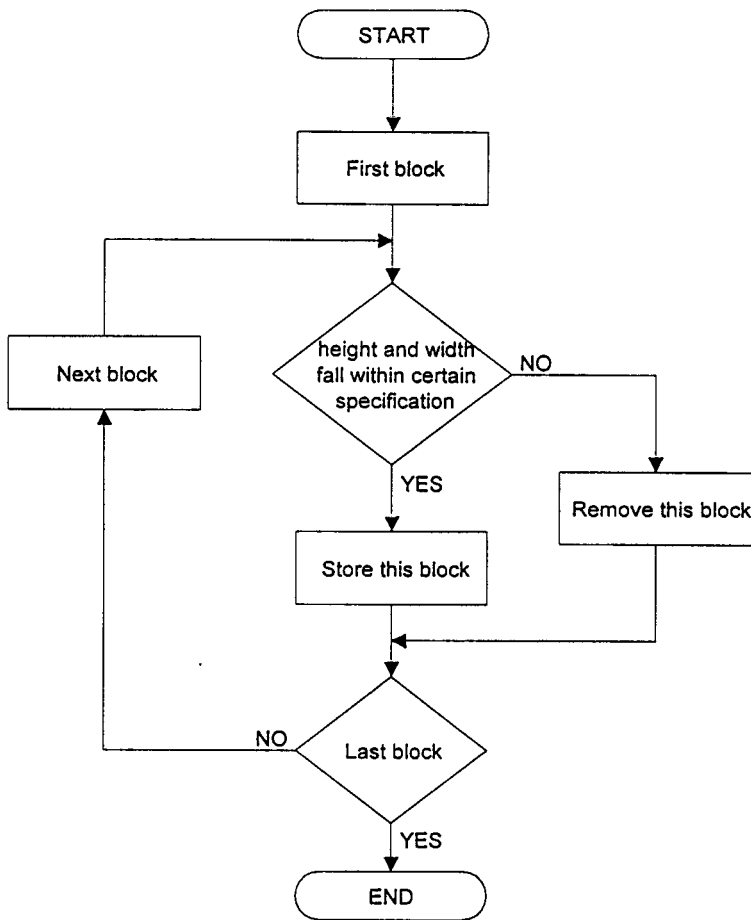 START
First block
height and width
fall within certain
specification
NO
Next block
YES
Remove this block
Store this block
NO
Last block
YES
END